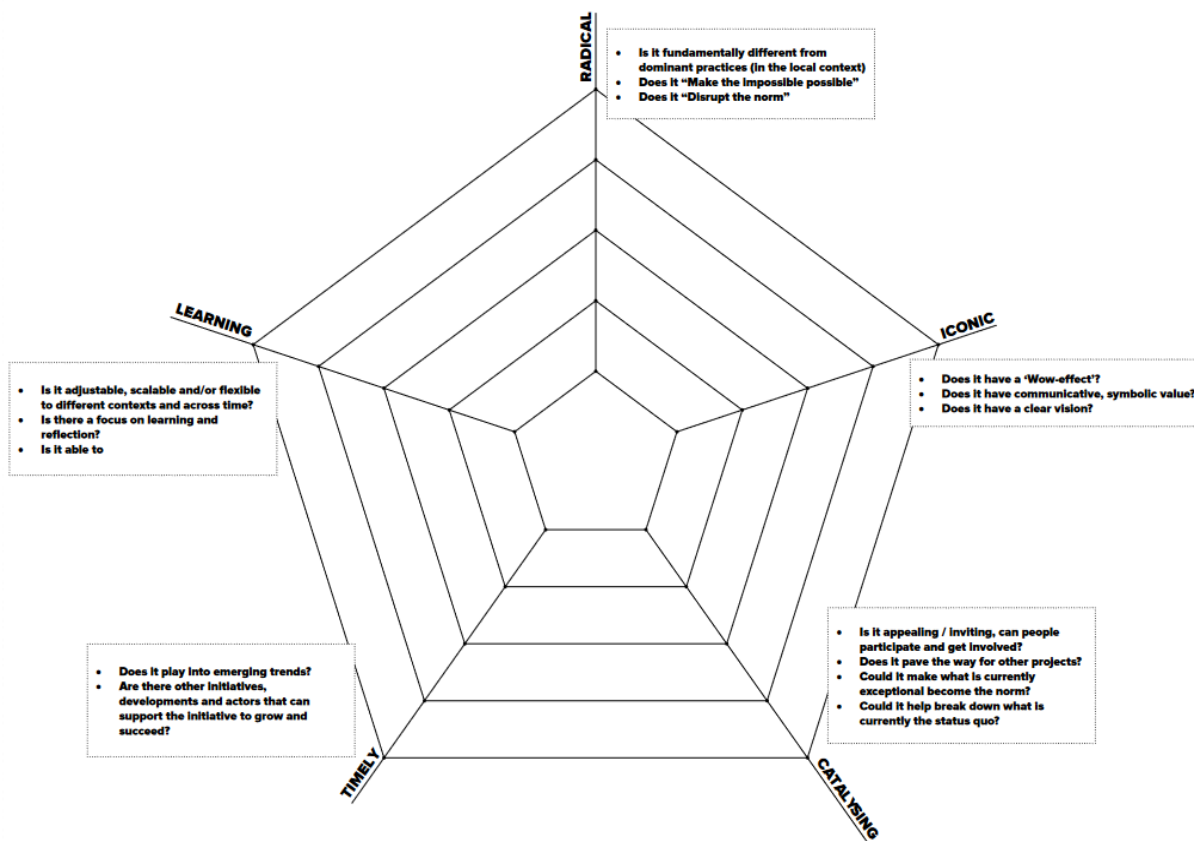 RADICAL
• Is it fundamentally different from
dominant practices (in the local context)
• Does it “Make the impossible possible”
• Does it “Disrupt the norm”
LEARNING
• Is it adjustable, scalable and/or flexible
to different contexts and across time?
• Is there a focus on learning and
reflection?
• Is it able to
ICONIC
• Does it have a ‘Wow-effect’?
• Does it have communicative, symbolic value?
• Does it have a clear vision?
TIMELY
• Does it play into emerging trends?
• Are there other initiatives,
developments and actors that can
support the initiative to grow and
succeed?
CATALYSING
• Is it appealing / inviting, can people
participate and get involved?
• Does it pave the way for other projects?
• Could it make what is currently
exceptional become the norm?
• Could it help break down what is
currently the status quo?